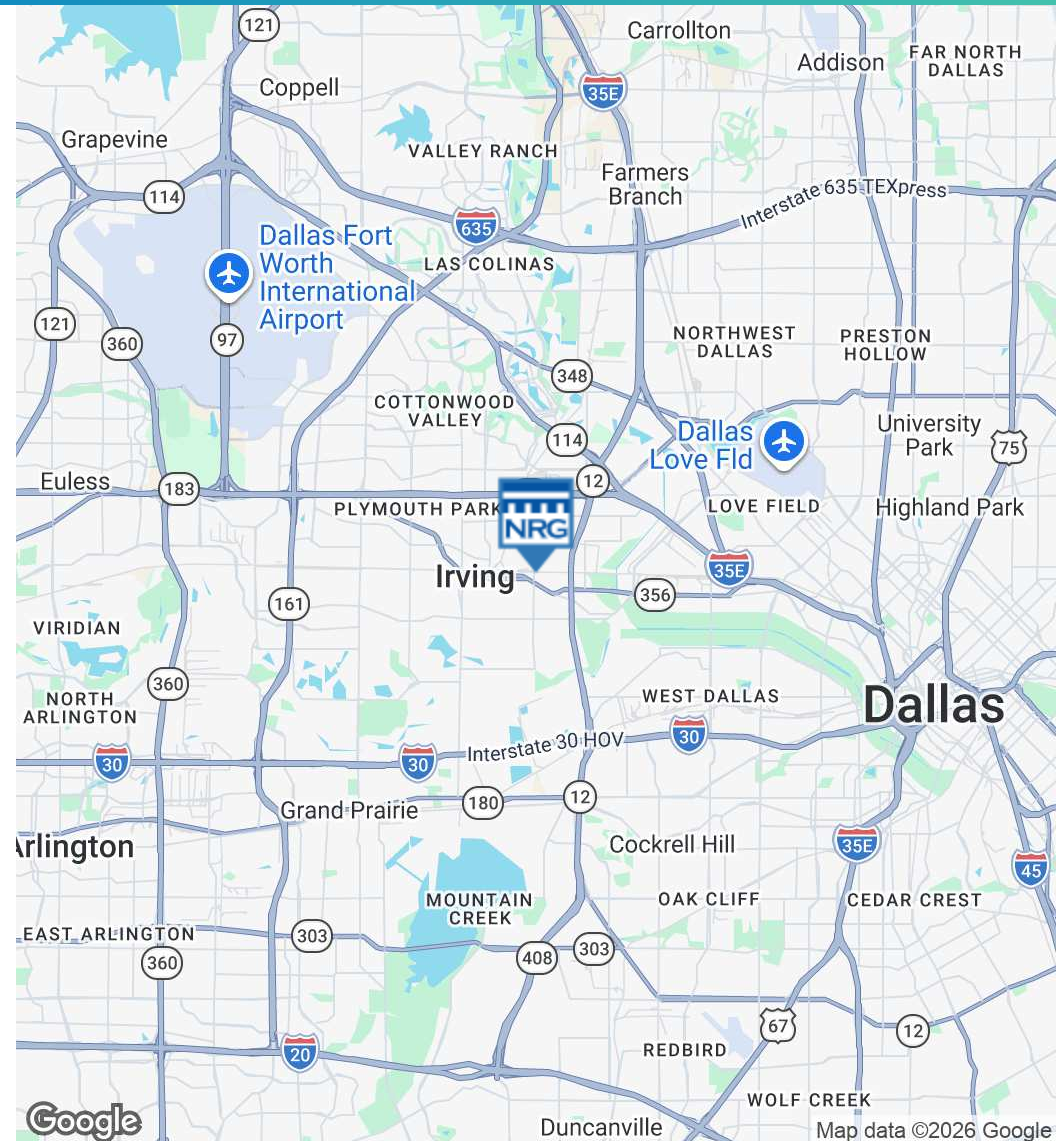 121
Carrollton
Addison
FAR NORTH
DALLAS
Coppell
35E
Grapevine
VALLEY RANCH
Farmers
Branch
114
Interstate 635 TEXpress
635
Dallas Fort
Worth
International
Airport
LAS COLINAS
121
360
97
NORTHWEST
DALLAS
PRESTON
HOLLOW
348
COTTONWOOD
VALLEY
114
Dallas
Love Fld
University
Park
75
Euless
183
12
PLYMOUTH PARK
NRG
LOVE FIELD
Highland Park
Irving
35E
356
161
VIRIDIAN
360
NORTH
ARLINGTON
WEST DALLAS
Dallas
30
30
Interstate 30 HOV
30
Grand Prairie
180
12
Arlington
Cockrell Hill
35E
45
MOUNTAIN
CREEK
OAK CLIFF
CEDAR CREST
EAST ARLINGTON
303
303
360
408
67
12
20
REDBIRD
WOLF CREEK
Google
Duncanville
Map data ©2026 Google